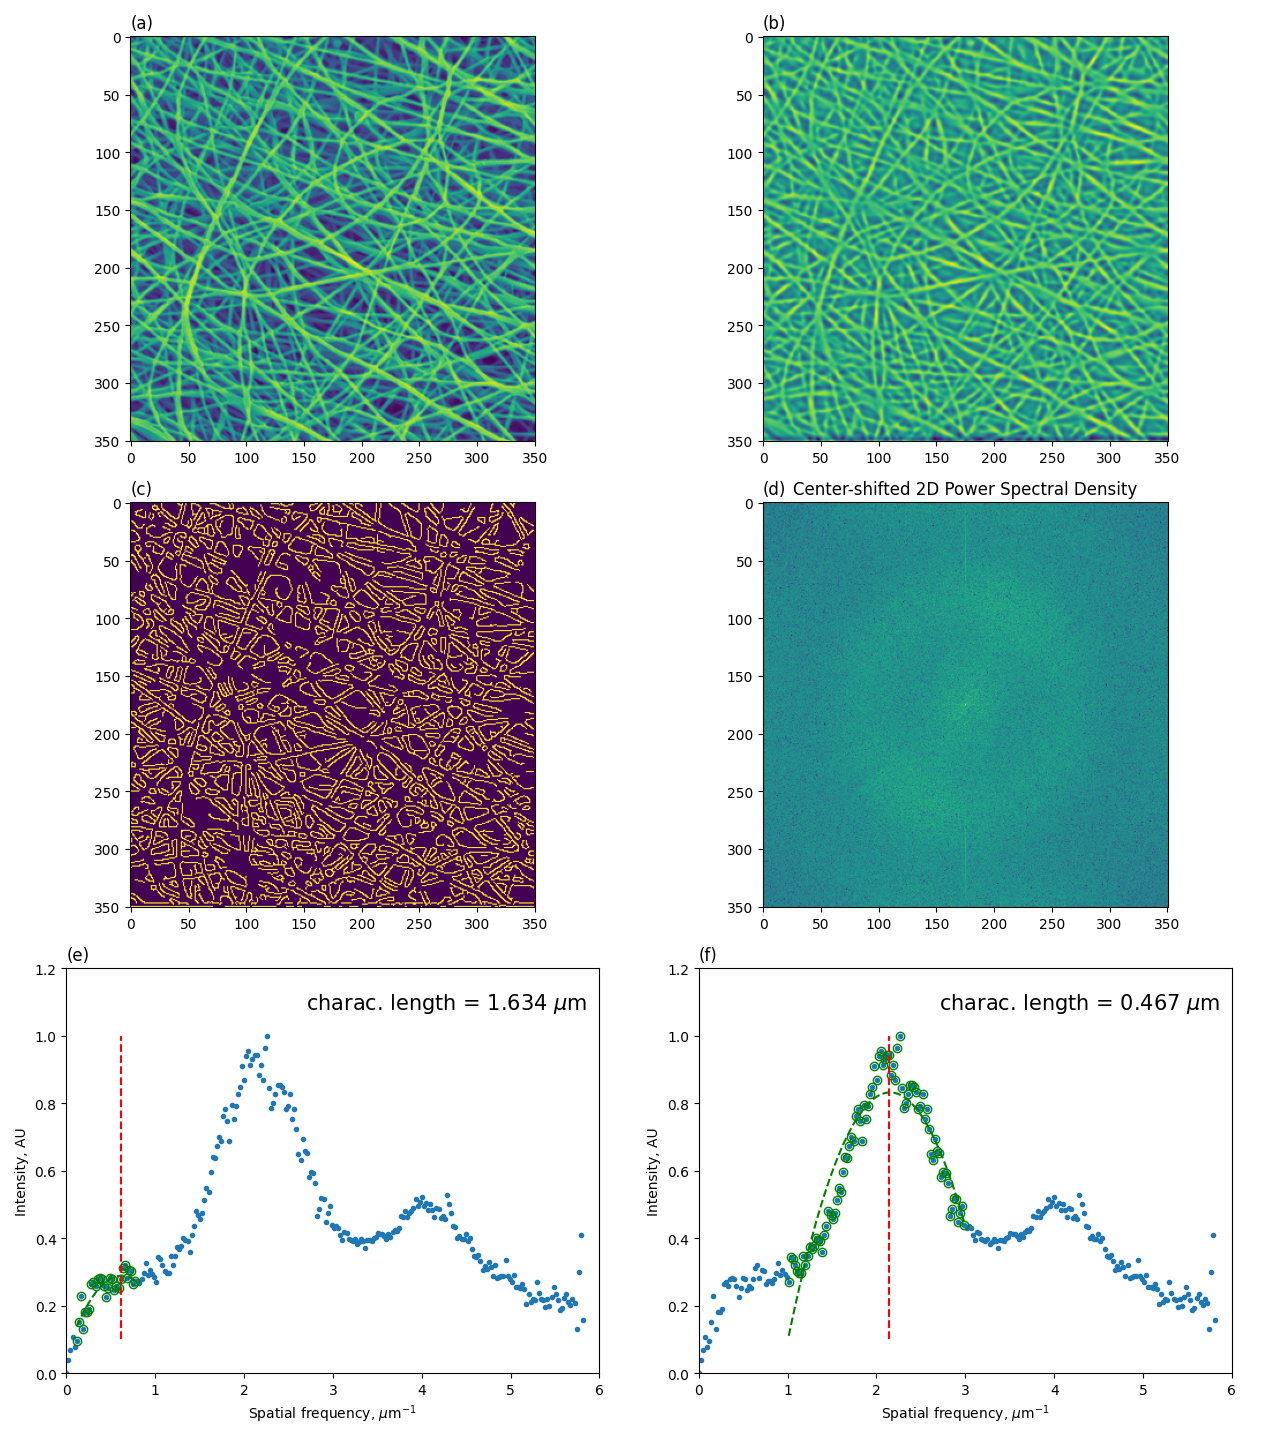 (a)
(b)
0
50
100
150
200
250
300
350
0 50 100 150 200 250 300 350
0
50
100
150
200
250
300
350
0 50 100 150 200 250 300 350
(c)
(d) Center-shifted 2D Power Spectral Density
0
50
100
150
200
250
300
350
0 50 100 150 200 250 300 350
0
50
100
150
200
250
300
350
0 50 100 150 200 250 300 350
(e)
charac. length = 1.634 μm
1.2
1.0
0.8
0.6
0.4
0.2
0.0
Intensity, AU
0 1 2 3 4 5 6
Spatial frequency, μm⁻¹
(f)
charac. length = 0.467 μm
1.2
1.0
0.8
0.6
0.4
0.2
0.0
Intensity, AU
0 1 2 3 4 5 6
Spatial frequency, μm⁻¹